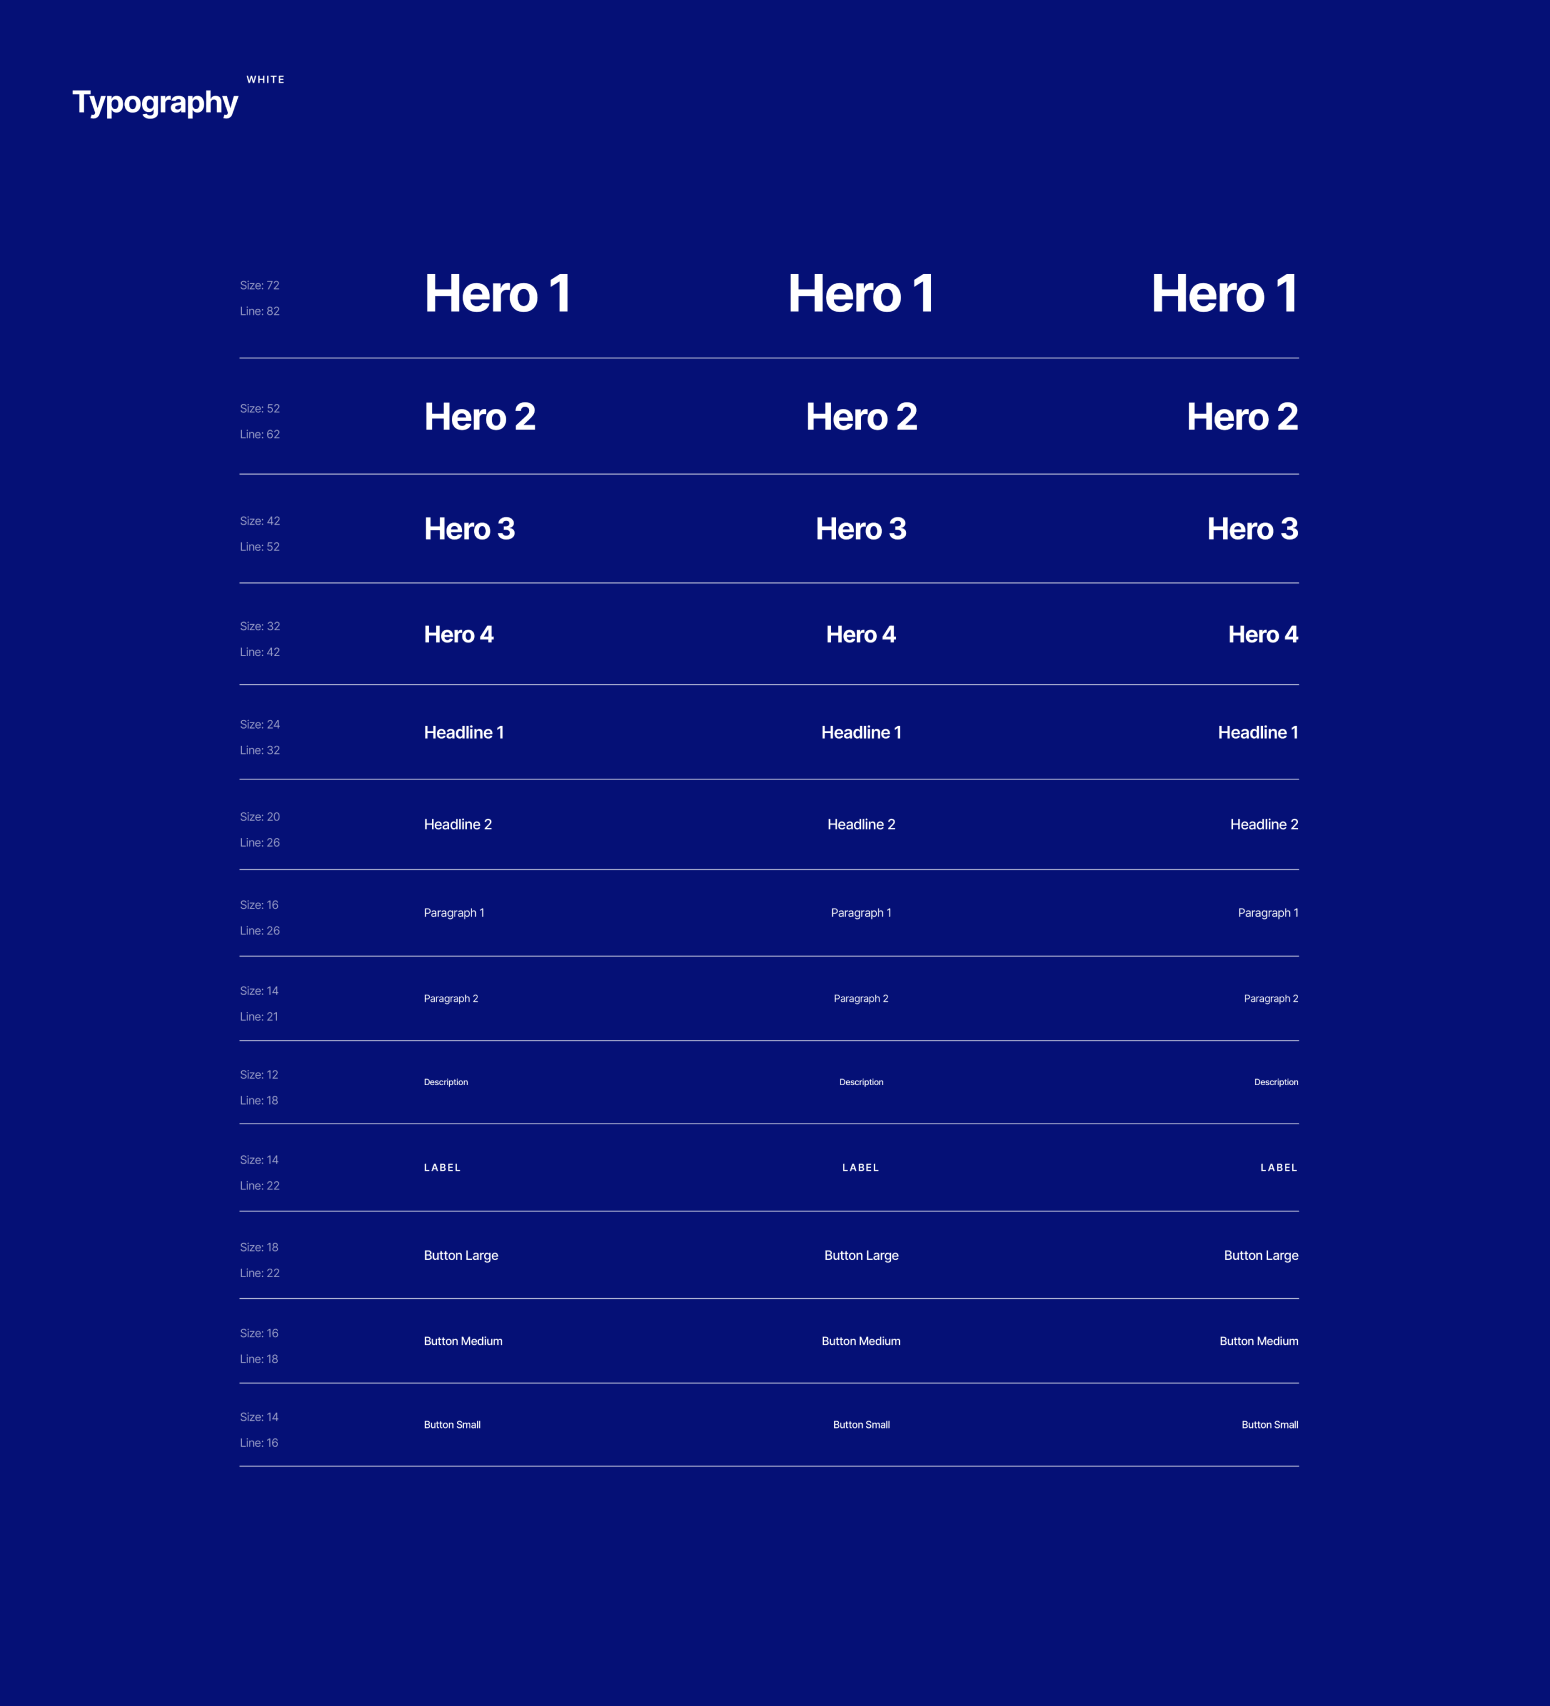 WHITE
Typography
Size: 72
Line: 82
Hero 1 Hero 1 Hero 1
Size: 52
Line: 62
Hero 2 Hero 2 Hero 2
Size: 42
Line: 52
Hero 3 Hero 3 Hero 3
Size: 32
Line: 42
Hero 4 Hero 4 Hero 4
Size: 24
Line: 32
Headline 1 Headline 1 Headline 1
Size: 20
Line: 26
Headline 2 Headline 2 Headline 2
Size: 16
Line: 26
Paragraph 1 Paragraph 1 Paragraph 1
Size: 14
Line: 21
Paragraph 2 Paragraph 2 Paragraph 2
Size: 12
Line: 18
Description Description Description
Size: 14
Line: 22
LABEL LABEL LABEL
Size: 18
Line: 22
Button Large Button Large Button Large
Size: 16
Line: 18
Button Medium Button Medium Button Medium
Size: 14
Line: 16
Button Small Button Small Button Small